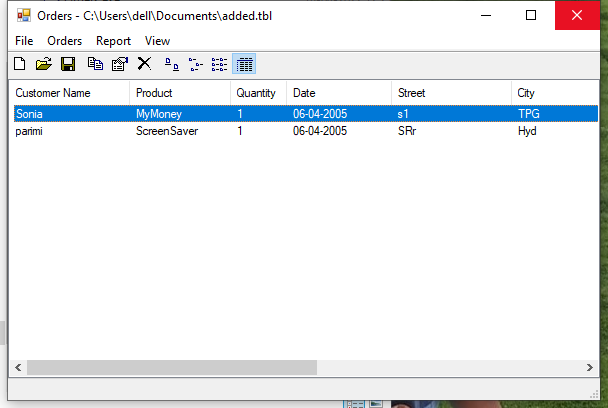 Orders - C:\Users\dell\Documents\added.tbl
File Orders Report View
Customer Name Product Quantity Date Street City
Sonia MyMoney 1 06-04-2005 s1 TPG
parimi ScreenSaver 1 06-04-2005 SRr Hyd